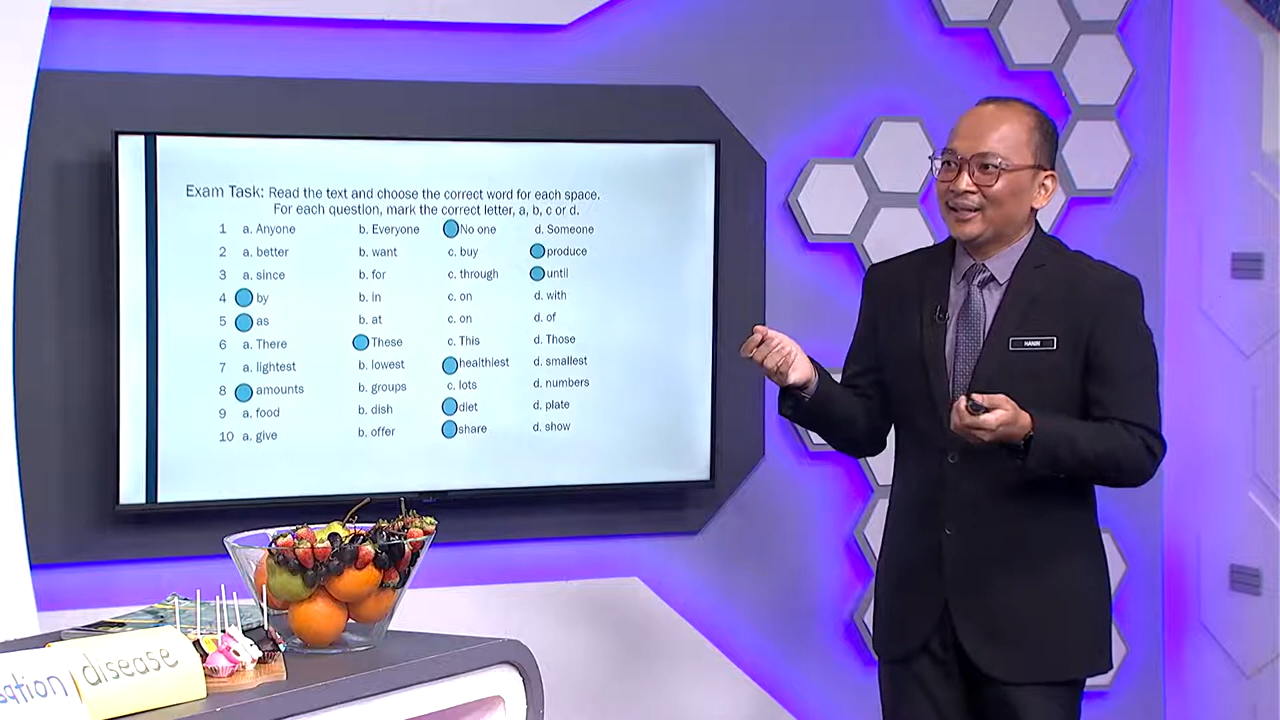 Exam Task: Read the text and choose the correct word for each space.
For each question, mark the correct letter, a, b, c or d.
1 a. Anyone b. Everyone No one d. Someone
2 a. better b. want c. buy produce
3 a. since b. for c. through until
4 by b. in c. on d. with
5 as b. at c. on d. of
6 a. There These c. This d. Those
7 a. lightest b. lowest healthiest d. smallest
8 amounts b. groups c. lots d. numbers
9 a. food b. dish diet d. plate
10 a. give b. offer share d. show
HANIN
disease